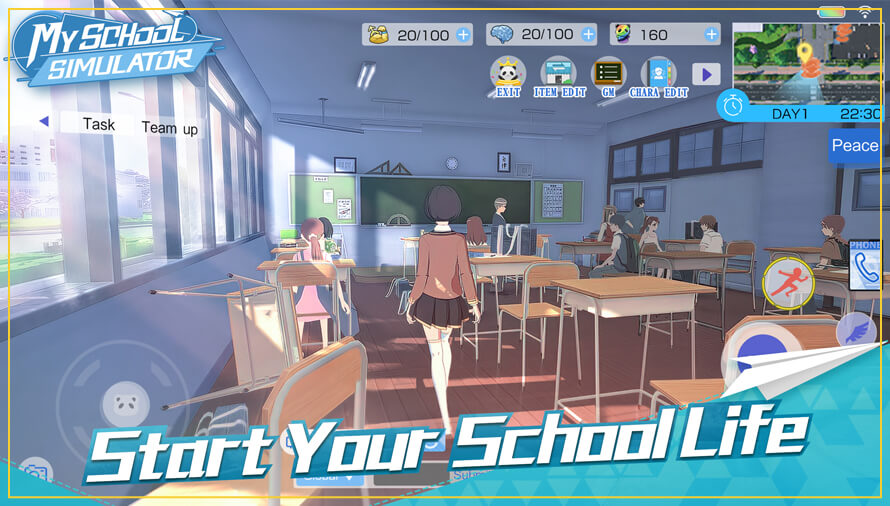 MY SCHOOL
SIMULATOR
20/100
20/100
160
EXIT
ITEM EDIT
GM
CHARA EDIT
Task
Team up
DAY1
22:30
Peace
PHONE
Start Your School Life
Global